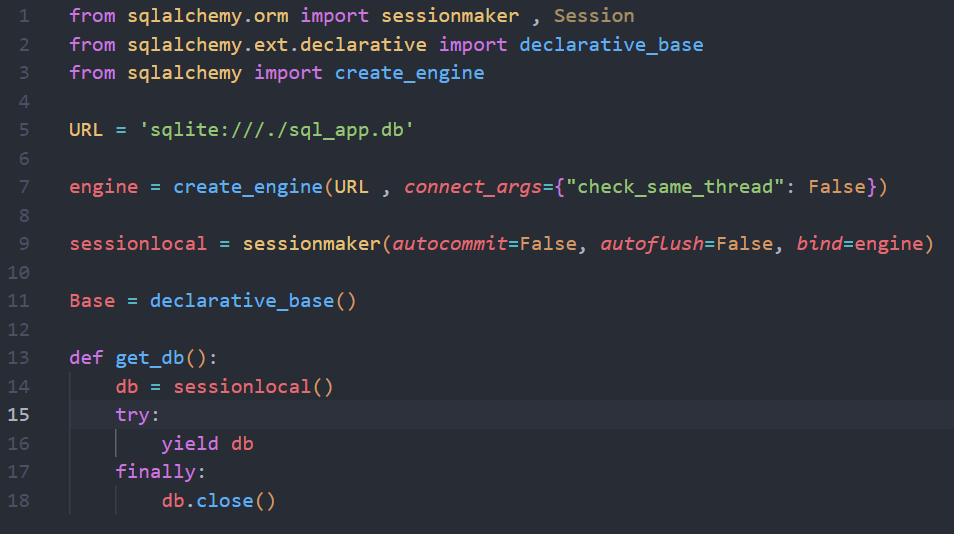 1 from sqlalchemy.orm import sessionmaker , Session
2 from sqlalchemy.ext.declarative import declarative_base
3 from sqlalchemy import create_engine
4
5 URL = 'sqlite:///./sql_app.db'
6
7 engine = create_engine(URL , connect_args={"check_same_thread": False})
8
9 sessionlocal = sessionmaker(autocommit=False, autoflush=False, bind=engine)
10
11 Base = declarative_base()
12
13 def get_db():
14     db = sessionlocal()
15     try:
16         yield db
17     finally:
18         db.close()